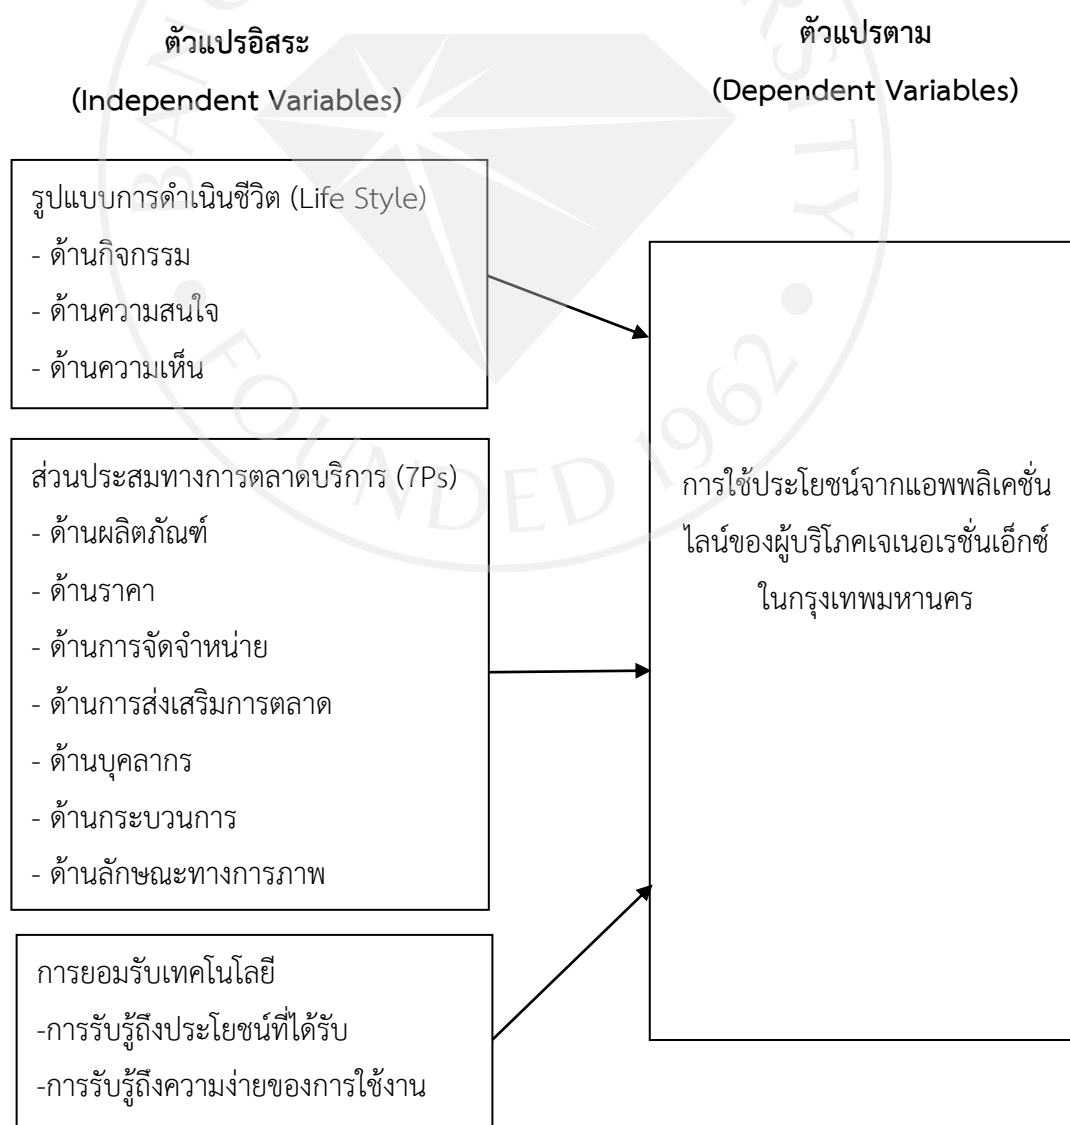 ตัวแปรอิสระ
(Independent Variables)
ตัวแปรตาม
(Dependent Variables)
รูปแบบการดำเนินชีวิต (Life Style)
- ด้านกิจกรรม
- ด้านความสนใจ
- ด้านความเห็น
ส่วนประสมทางการตลาดบริการ (7Ps)
- ด้านผลิตภัณฑ์
- ด้านราคา
- ด้านการจัดจำหน่าย
- ด้านการส่งเสริมการตลาด
- ด้านบุคลากร
- ด้านกระบวนการ
- ด้านลักษณะทางการภาพ
การยอมรับเทคโนโลยี
-การรับรู้ถึงประโยชน์ที่ได้รับ
-การรับรู้ถึงความง่ายของการใช้งาน
การใช้ประโยชน์จากแอพพลิเคชั่น
ไลน์ของผู้บริโภคเจเนอเรชั่นเอ็กซ์
ในกรุงเทพมหานคร
FOUNDED 1962